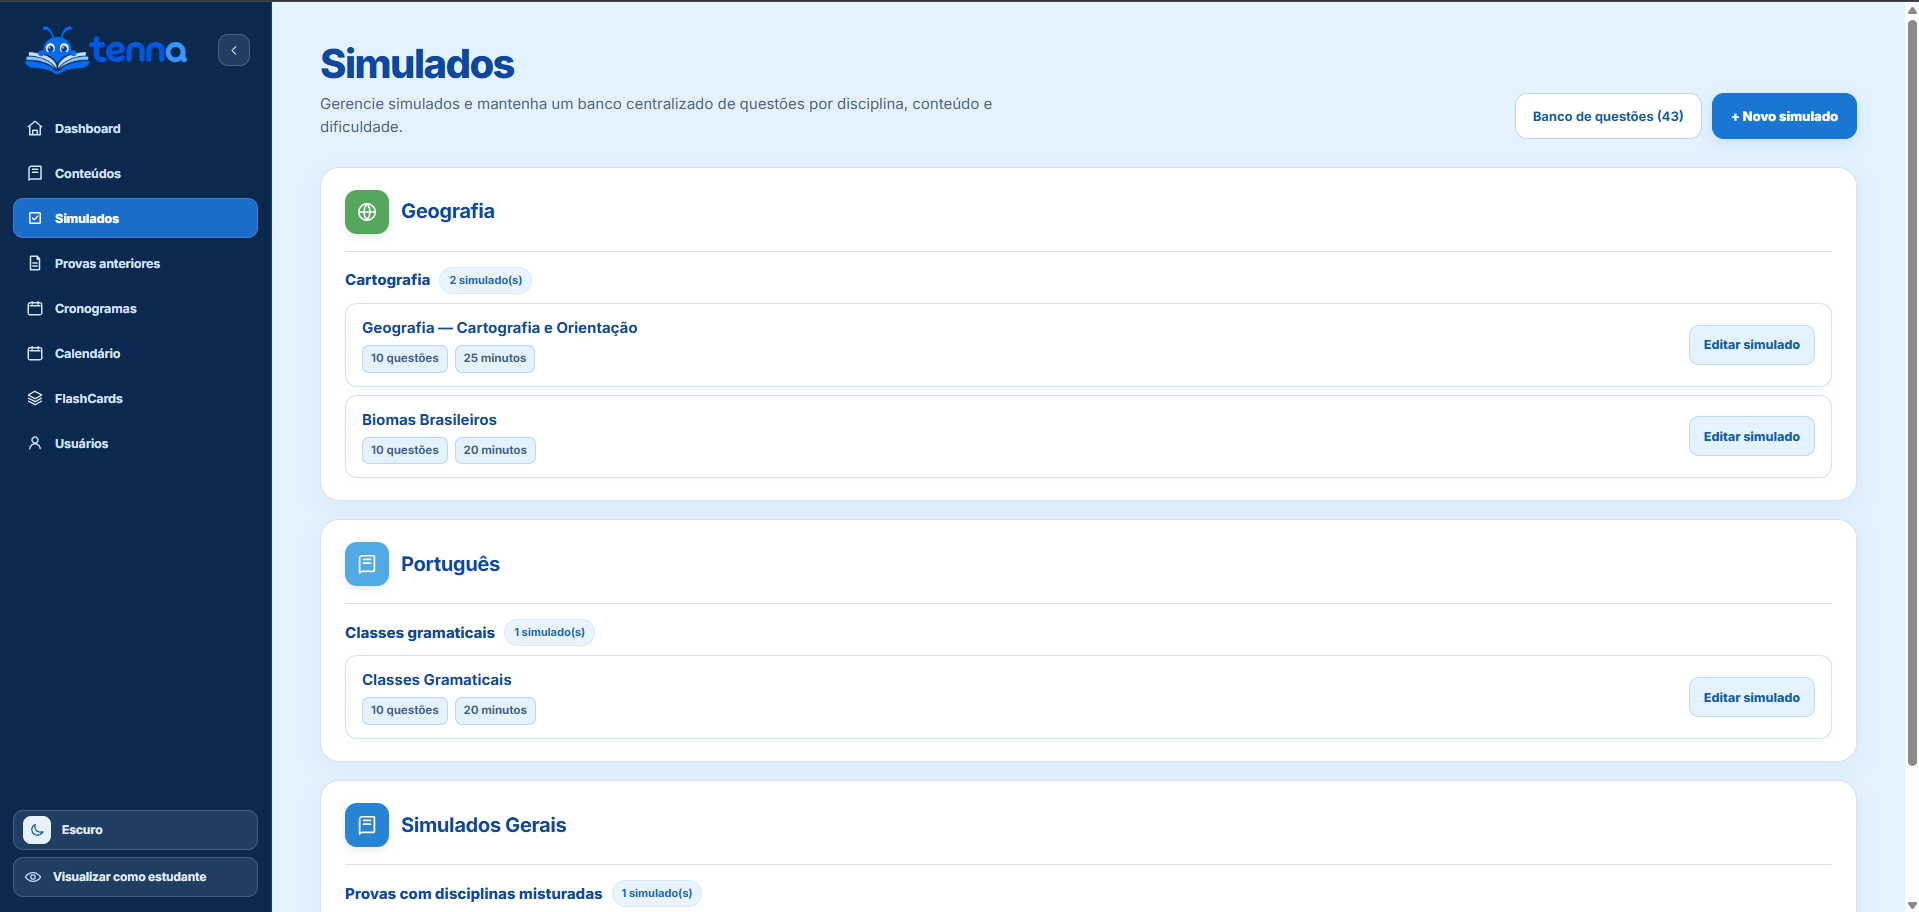 tenna
Dashboard
Conteúdos
Simulados
Provas anteriores
Cronogramas
Calendário
FlashCards
Usuários
Escuro
Visualizar como estudante
Simulados
Gerencie simulados e mantenha um banco centralizado de questões por disciplina, conteúdo e
dificuldade.
Banco de questões (43)
+ Novo simulado
Geografia
Cartografia
2 simulado(s)
Geografia — Cartografia e Orientação
10 questões
25 minutos
Editar simulado
Biomas Brasileiros
10 questões
20 minutos
Editar simulado
Português
Classes gramaticais
1 simulado(s)
Classes Gramaticais
10 questões
20 minutos
Editar simulado
Simulados Gerais
Provas com disciplinas misturadas
1 simulado(s)